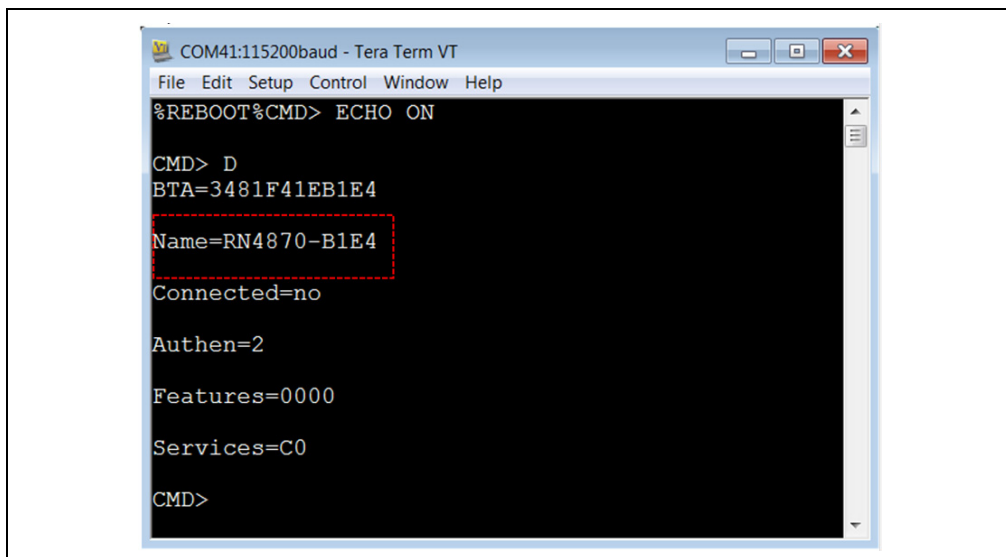 COM41:115200baud - Tera Term VT
File Edit Setup Control Window Help
%REBOOT%CMD> ECHO ON
CMD> D
BTA=3481F41EB1E4
Name=RN4870-B1E4
Connected=no
Authen=2
Features=0000
Services=C0
CMD>